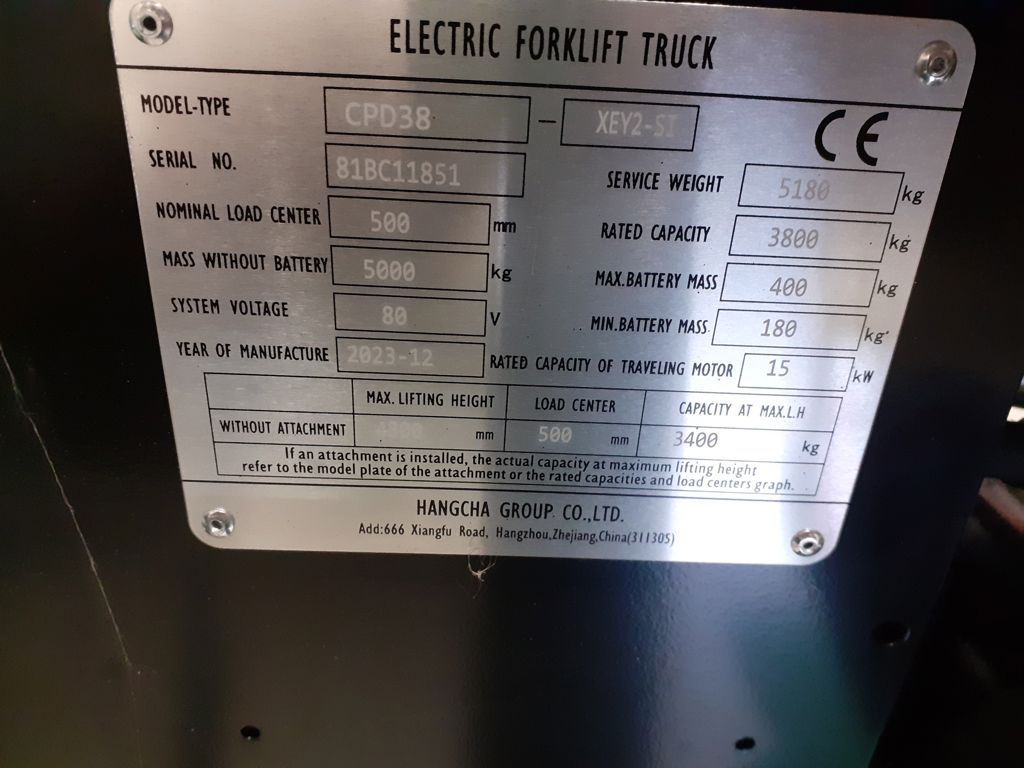 ELECTRIC FORKLIFT TRUCK
MODEL-TYPE CPD38 - XEY2-SI
CE
SERIAL NO. 81BC11851
SERVICE WEIGHT 5180 kg
NOMINAL LOAD CENTER 500 mm
RATED CAPACITY 3800 kg
MASS WITHOUT BATTERY 5000 kg
MAX.BATTERY MASS 400 kg
SYSTEM VOLTAGE 80 V
MIN.BATTERY MASS 180 kg
YEAR OF MANUFACTURE 2023-12
RATED CAPACITY OF TRAVELING MOTOR 15 kW
MAX. LIFTING HEIGHT LOAD CENTER CAPACITY AT MAX.L.H
WITHOUT ATTACHMENT mm 500 mm 3400 kg
If an attachment is installed, the actual capacity at maximum lifting height
refer to the model plate of the attachment or the rated capacities and load centers graph.
HANGCHA GROUP CO.,LTD.
Add:666 Xiangfu Road, Hangzhou,Zhejiang,China(311305)